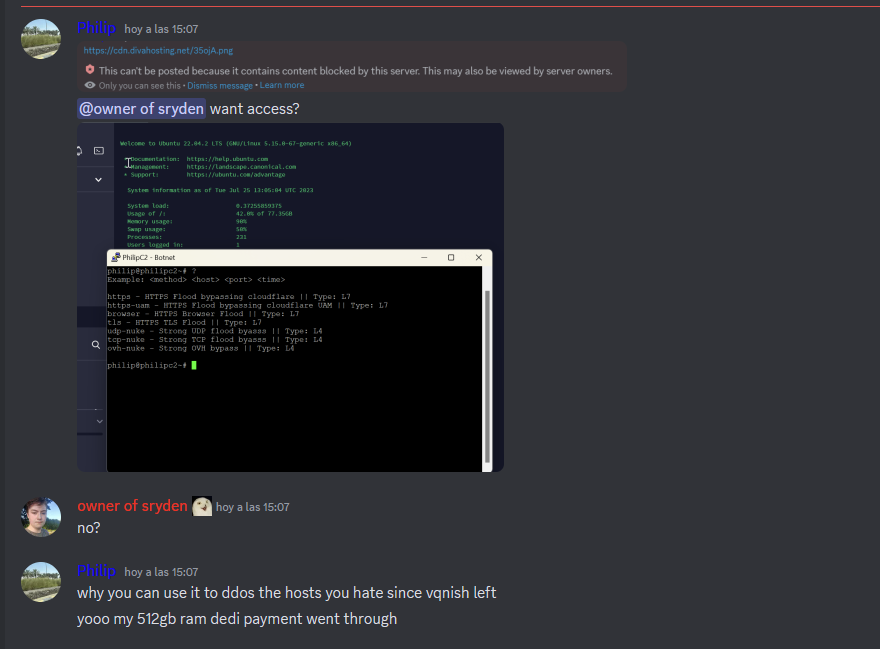 Philip hoy a las 15:07
https://cdn.divahosting.net/35ojA.png
This can't be posted because it contains content blocked by this server. This may also be viewed by server owners.
Only you can see this • Dismiss message • Learn more
@owner of sryden want access?
Welcome to Ubuntu 22.04.2 LTS (GNU/Linux 5.15.0-67-generic x86_64)
* Documentation: https://help.ubuntu.com
* Management: https://landscape.canonical.com
* Support: https://ubuntu.com/advantage
System information as of Tue Jul 25 13:05:04 UTC 2023
System load: 0.37255859375
Usage of /: 42.0% of 77.35GB
Memory usage: 90%
Swap usage: 50%
Processes: 231
Users logged in: 1
PhilipC2 - Botnet
philip@philipc2~# ?
Example: <method> <host> <port> <time>
https - HTTPS Flood bypassing cloudflare || Type: L7
https-uam - HTTPS Flood bypassing cloudflare UAM || Type: L7
browser - HTTPS Browser Flood || Type: L7
tls - HTTPS TLS Flood || Type: L7
udp-nuke - Strong UDP flood byasss || Type: L4
tcp-nuke - Strong TCP flood byasss || Type: L4
ovh-nuke - Strong OVH bypass || Type: L4
philip@philipc2~#
owner of sryden hoy a las 15:07
no?
Philip hoy a las 15:07
why you can use it to ddos the hosts you hate since vqnish left
yooo my 512gb ram dedi payment went through